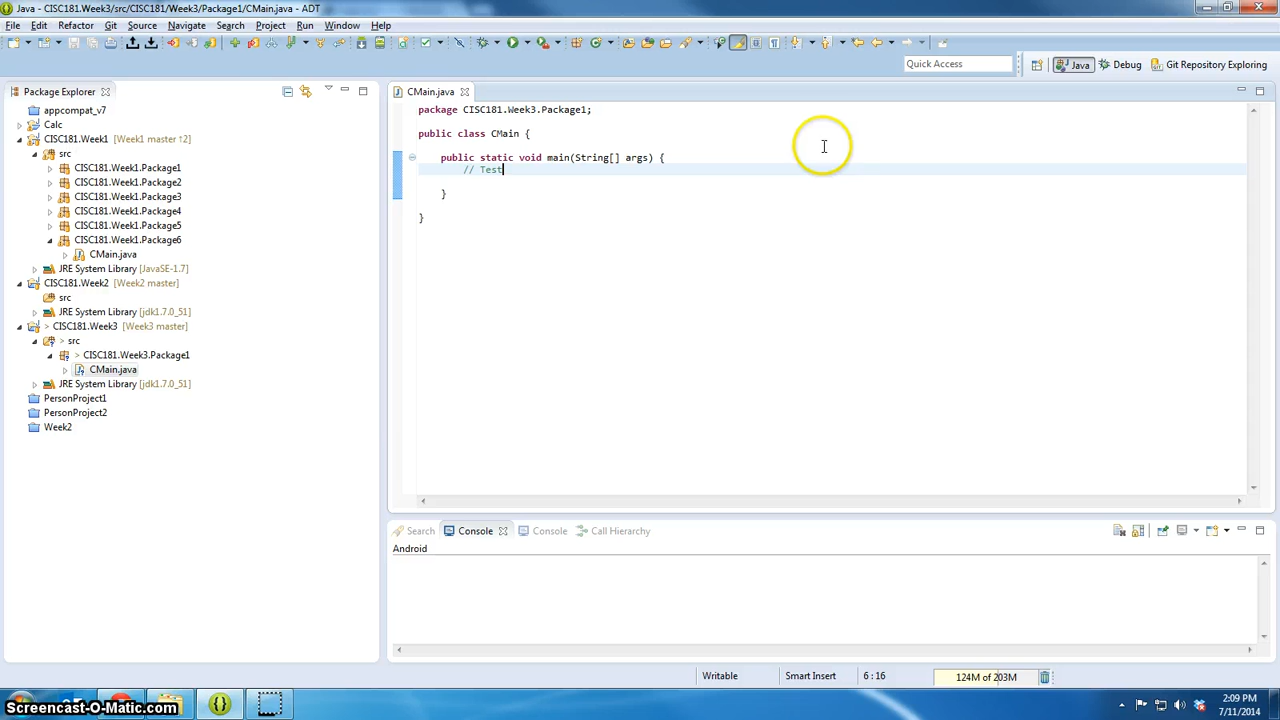 Java - CISC181.Week3/src/CISC181/Week3/Package1/CMain.java - ADT
File Edit Refactor Source Navigate Search Project Run Window Help
Quick Access
Java
Debug
Git Repository Exploring
Package Explorer
appcompat_v7
Calc
CISC181.Week1 [Week1 master ↑2]
src
CISC181.Week1.Package1
CISC181.Week1.Package2
CISC181.Week1.Package3
CISC181.Week1.Package4
CISC181.Week1.Package5
CISC181.Week1.Package6
CMain.java
JRE System Library [JavaSE-1.7]
CISC181.Week2 [Week2 master]
src
JRE System Library [jdk1.7.0_51]
> CISC181.Week3 [Week3 master]
> src
> CISC181.Week3.Package1
CMain.java
JRE System Library [jdk1.7.0_51]
PersonProject1
PersonProject2
Week2
CMain.java
package CISC181.Week3.Package1;
public class CMain {
public static void main(String[] args) {
// Test
}
}
Search Console Console Call Hierarchy
Android
Writable Smart Insert 6 : 16 124M of 203M
Screencast-O-Matic.com
2:09 PM
7/11/2014